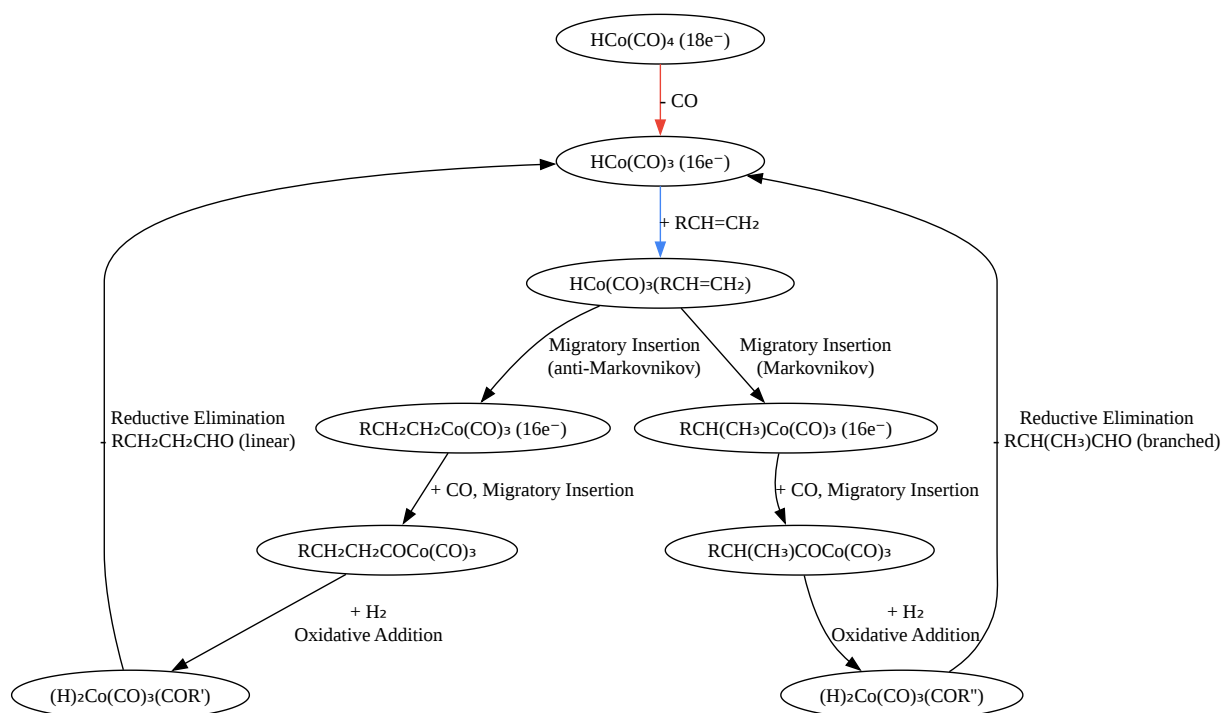 HCo(CO)₄ (18e⁻)
- CO
HCo(CO)₃ (16e⁻)
+ RCH=CH₂
HCo(CO)₃(RCH=CH₂)
Migratory Insertion
(anti-Markovnikov)
Migratory Insertion
(Markovnikov)
Reductive Elimination
- RCH₂CH₂CHO (linear)
RCH₂CH₂Co(CO)₃ (16e⁻)
RCH(CH₃)Co(CO)₃ (16e⁻)
Reductive Elimination
- RCH(CH₃)CHO (branched)
+ CO, Migratory Insertion
+ CO, Migratory Insertion
RCH₂CH₂COCo(CO)₃
RCH(CH₃)COCo(CO)₃
+ H₂
Oxidative Addition
+ H₂
Oxidative Addition
(H)₂Co(CO)₃(COR')
(H)₂Co(CO)₃(COR")